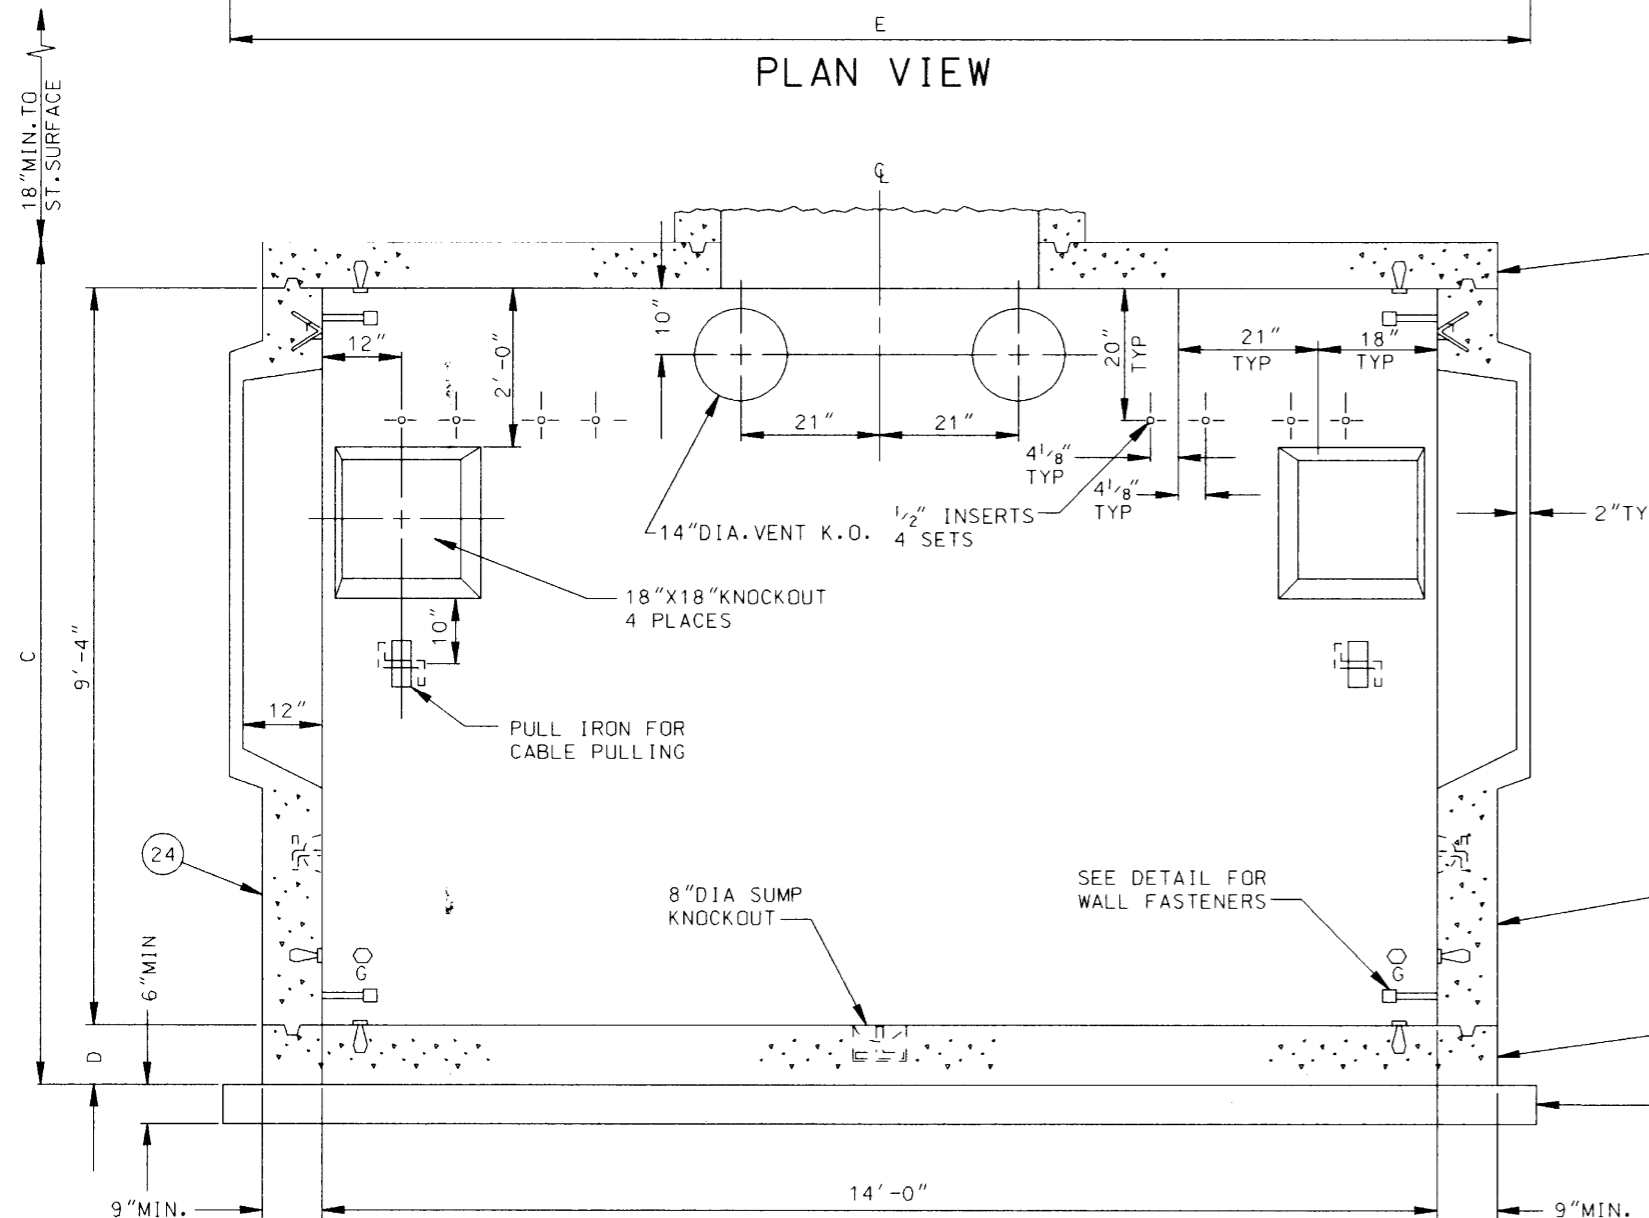 E
PLAN VIEW
18"MIN. TO
ST. SURFACE
℄
10"
12"
2'-0"
20"
TYP
21"
TYP
18"
TYP
21"
21"
4 1/8"
TYP
4 1/8"
TYP
1/2" INSERTS
4 SETS
14"DIA. VENT K.O.
2"TY
18"X18"KNOCKOUT
4 PLACES
10"
C
9'-4"
12"
PULL IRON FOR
CABLE PULLING
24
8"DIA SUMP
KNOCKOUT
SEE DETAIL FOR
WALL FASTENERS
G
G
6"MIN
D
9"MIN.
14'-0"
9"MIN.